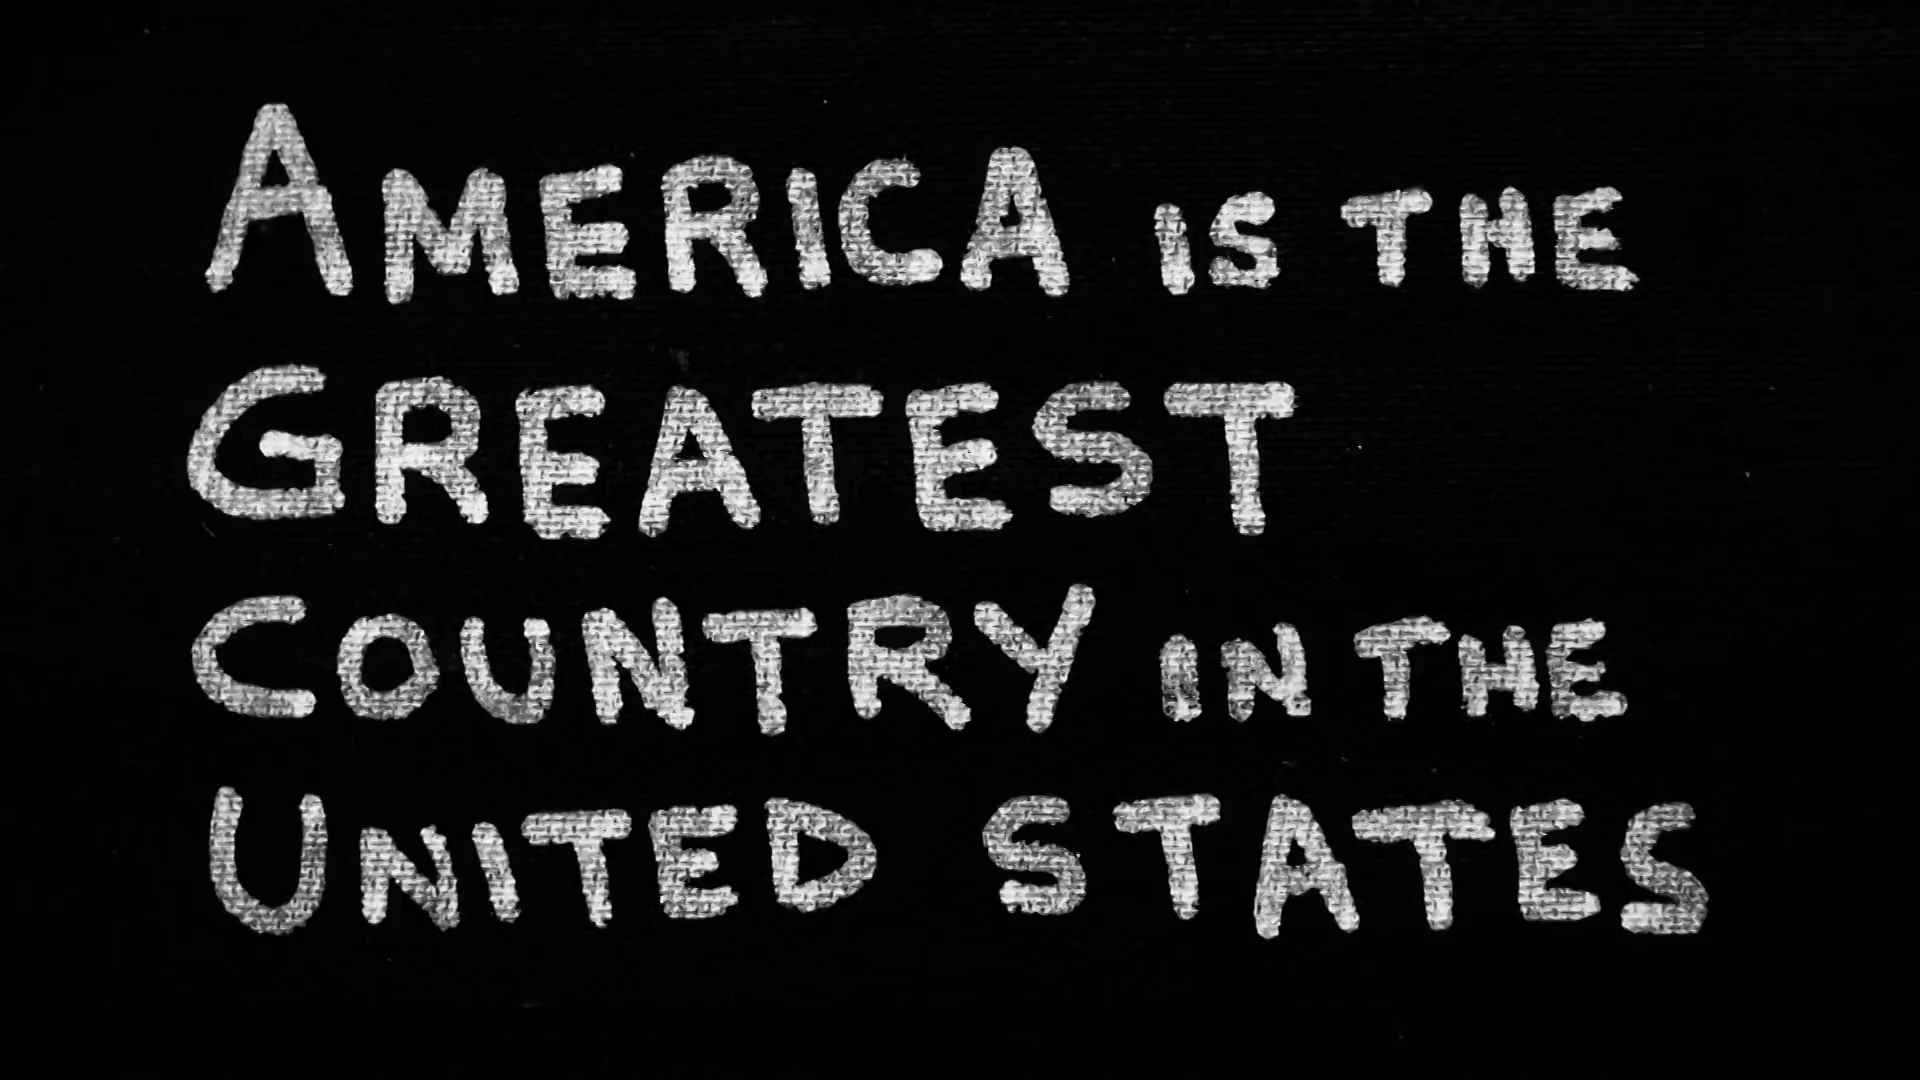 AMERICA IS THE
GREATEST
COUNTRY IN THE
UNITED STATES